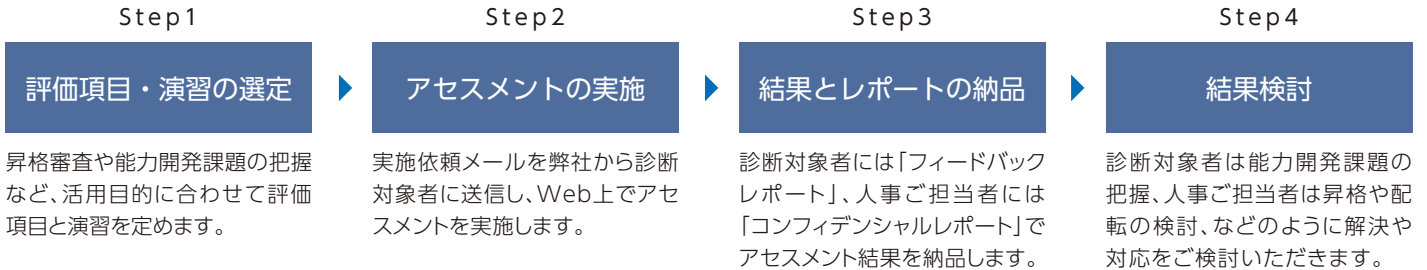 Step1
評価項目・演習の選定
昇格審査や能力開発課題の把握
など、活用目的に合わせて評価
項目と演習を定めます。
Step2
アセスメントの実施
実施依頼メールを弊社から診断
対象者に送信し、Web上でアセ
スメントを実施します。
Step3
結果とレポートの納品
診断対象者には「フィードバック
レポート」、人事ご担当者には
「コンフィデンシャルレポート」で
アセスメント結果を納品します。
Step4
結果検討
診断対象者は能力開発課題の
把握、人事ご担当者は昇格や配
転の検討、などのように解決や
対応をご検討いただきます。